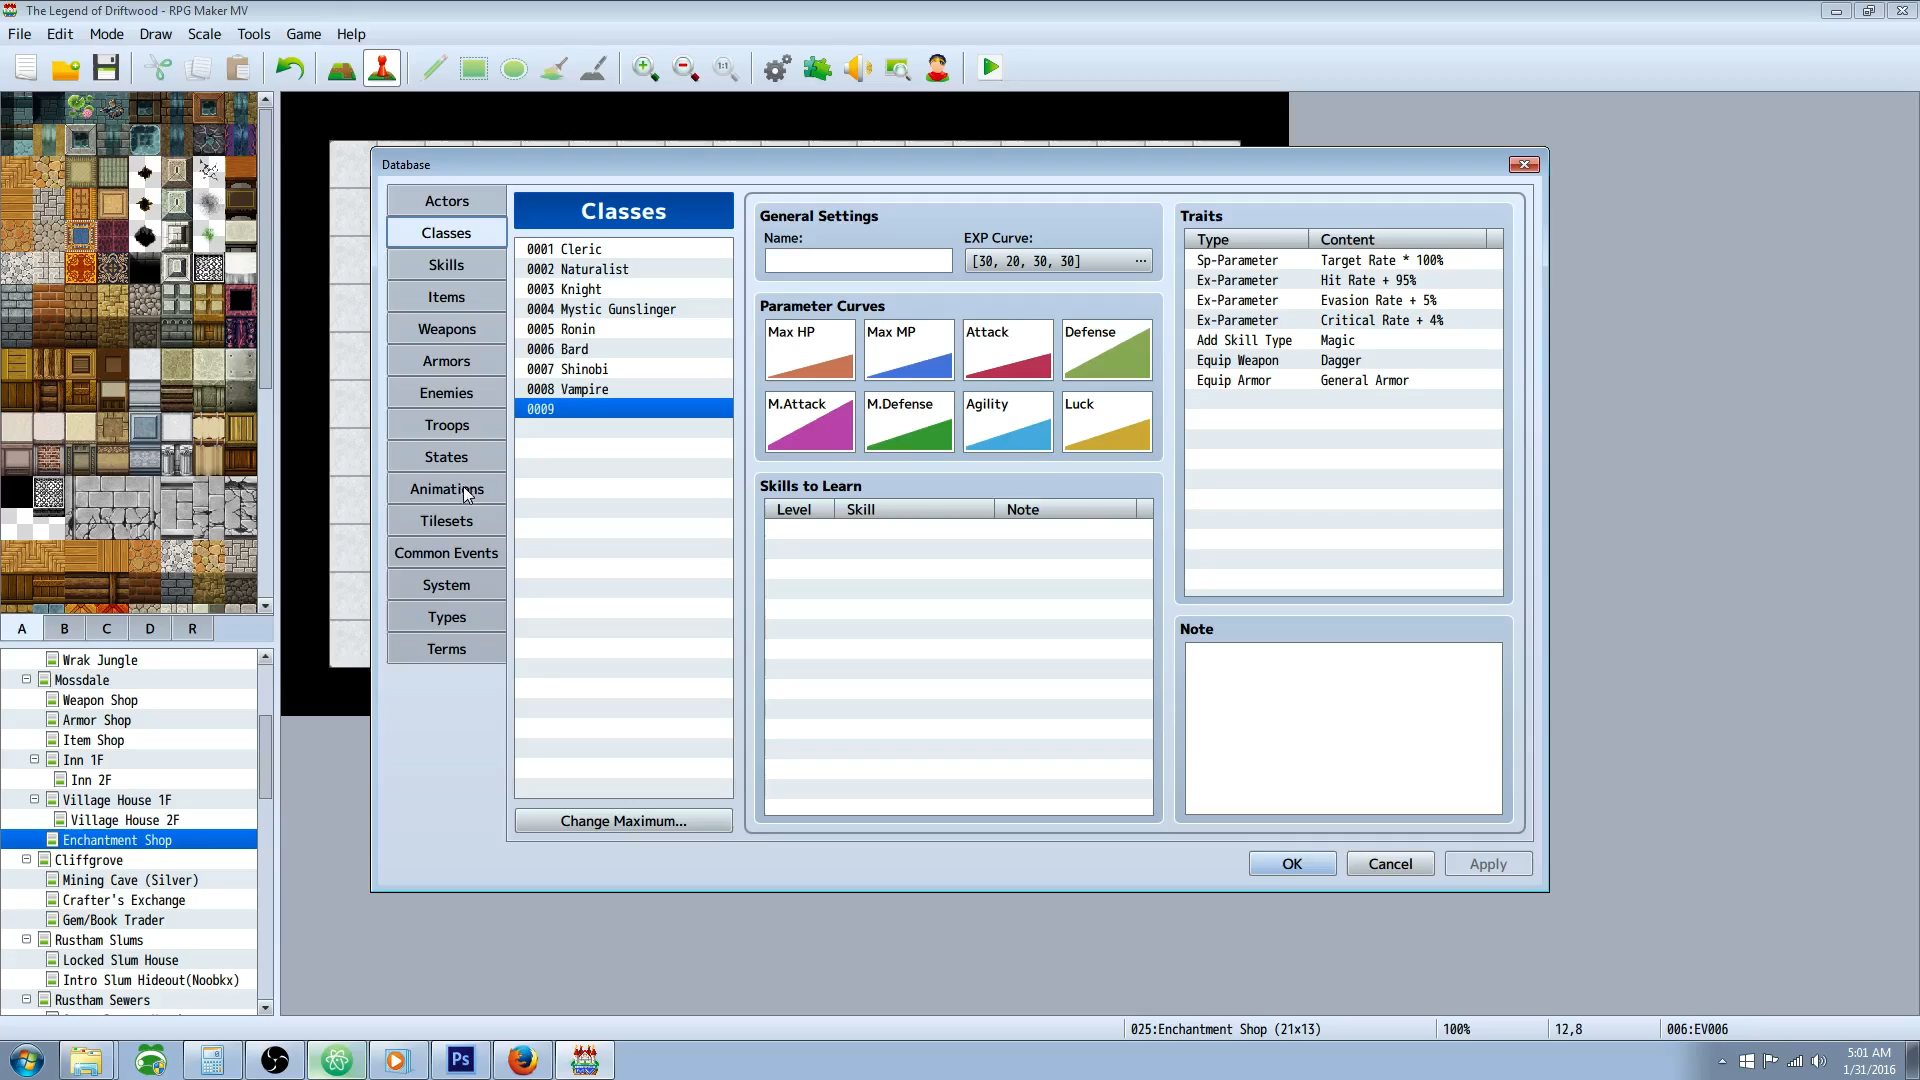 The Legend of Driftwood - RPG Maker MV
File Edit Mode Draw Scale Tools Game Help
1:1
Database
Actors
Classes
Skills
Items
Weapons
Armors
Enemies
Troops
States
Animations
Tilesets
Common Events
System
Types
Terms
Classes
0001 Cleric
0002 Naturalist
0003 Knight
0004 Mystic Gunslinger
0005 Ronin
0006 Bard
0007 Shinobi
0008 Vampire
0009
Change Maximum...
General Settings
Name: EXP Curve:
[30, 20, 30, 30] ...
Parameter Curves
Max HP Max MP Attack Defense
M.Attack M.Defense Agility Luck
Skills to Learn
Level Skill Note
Traits
Type Content
Sp-Parameter Target Rate * 100%
Ex-Parameter Hit Rate + 95%
Ex-Parameter Evasion Rate + 5%
Ex-Parameter Critical Rate + 4%
Add Skill Type Magic
Equip Weapon Dagger
Equip Armor General Armor
Note
OK Cancel Apply
A B C D R
Wrak Jungle
Mossdale
Weapon Shop
Armor Shop
Item Shop
Inn 1F
Inn 2F
Village House 1F
Village House 2F
Enchantment Shop
Cliffgrove
Mining Cave (Silver)
Crafter's Exchange
Gem/Book Trader
Rustham Slums
Locked Slum House
Intro Slum Hideout(Noobkx)
Rustham Sewers
025:Enchantment Shop (21x13) 100% 12,8 006:EV006
Ps
5:01 AM
1/31/2016